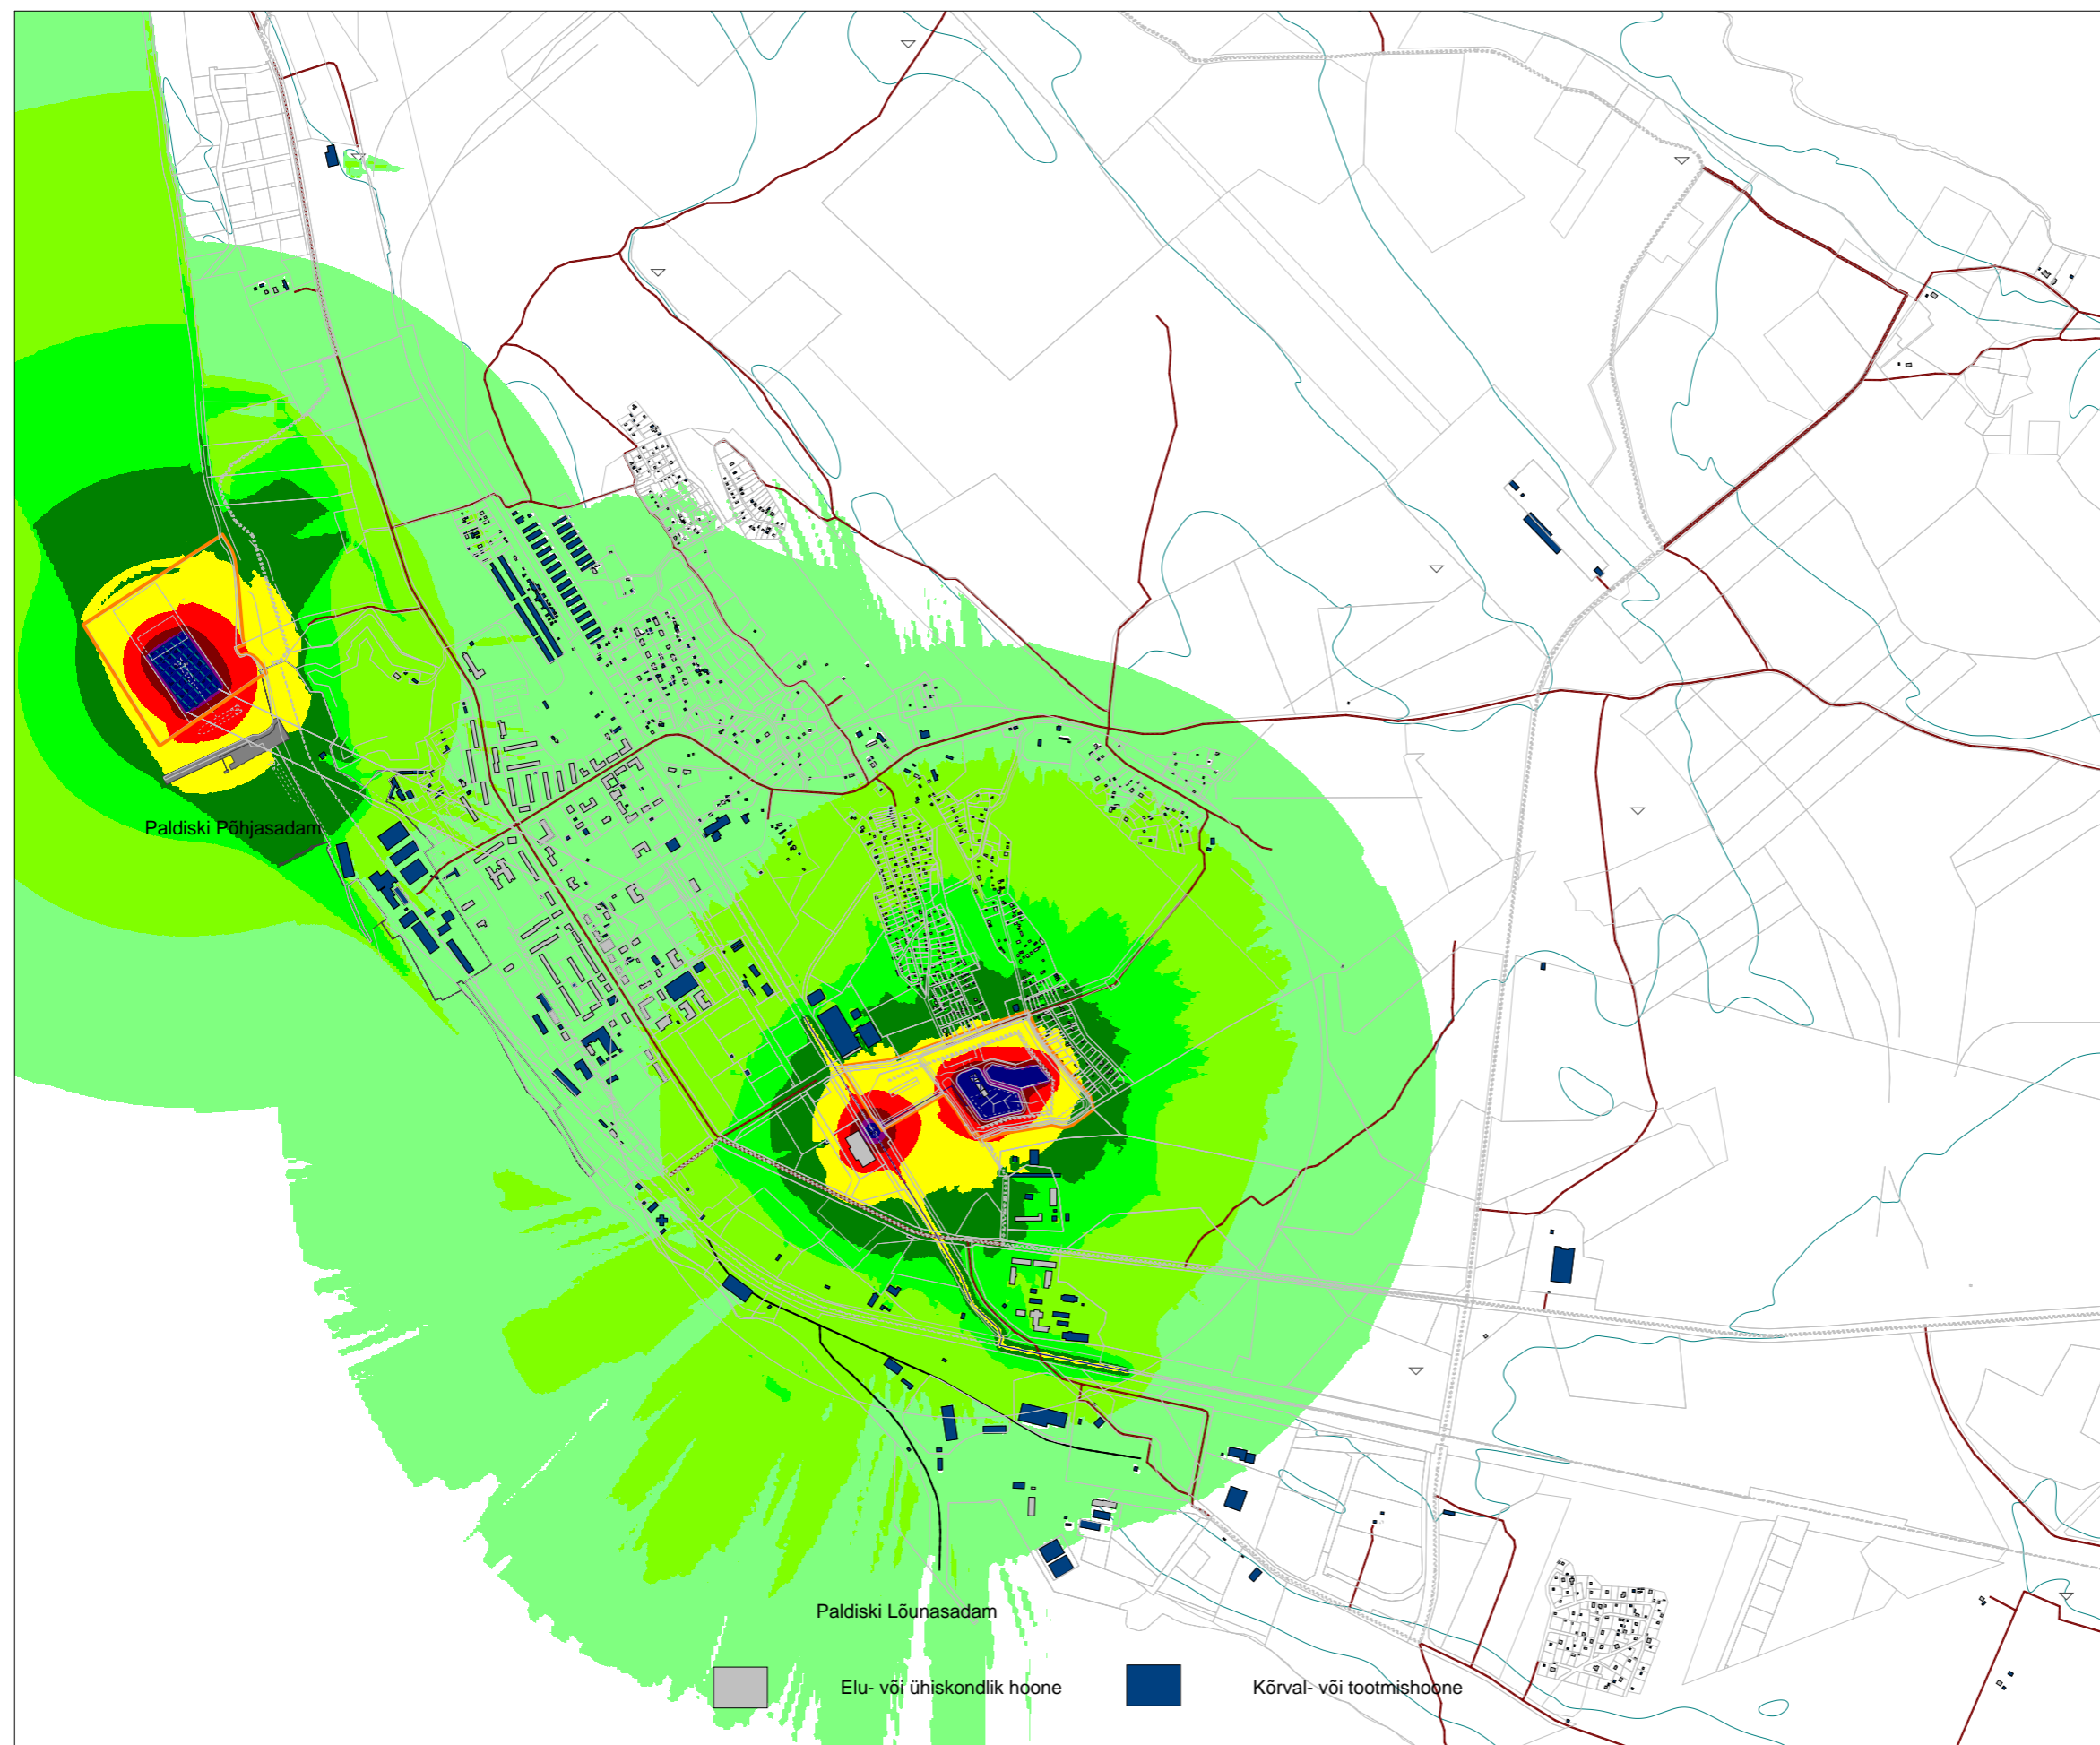 Paldiski Põhjasadam
Paldiski Lõunasadam
Elu- või ühiskondlik hoone
Kõrval- või tootmishoone